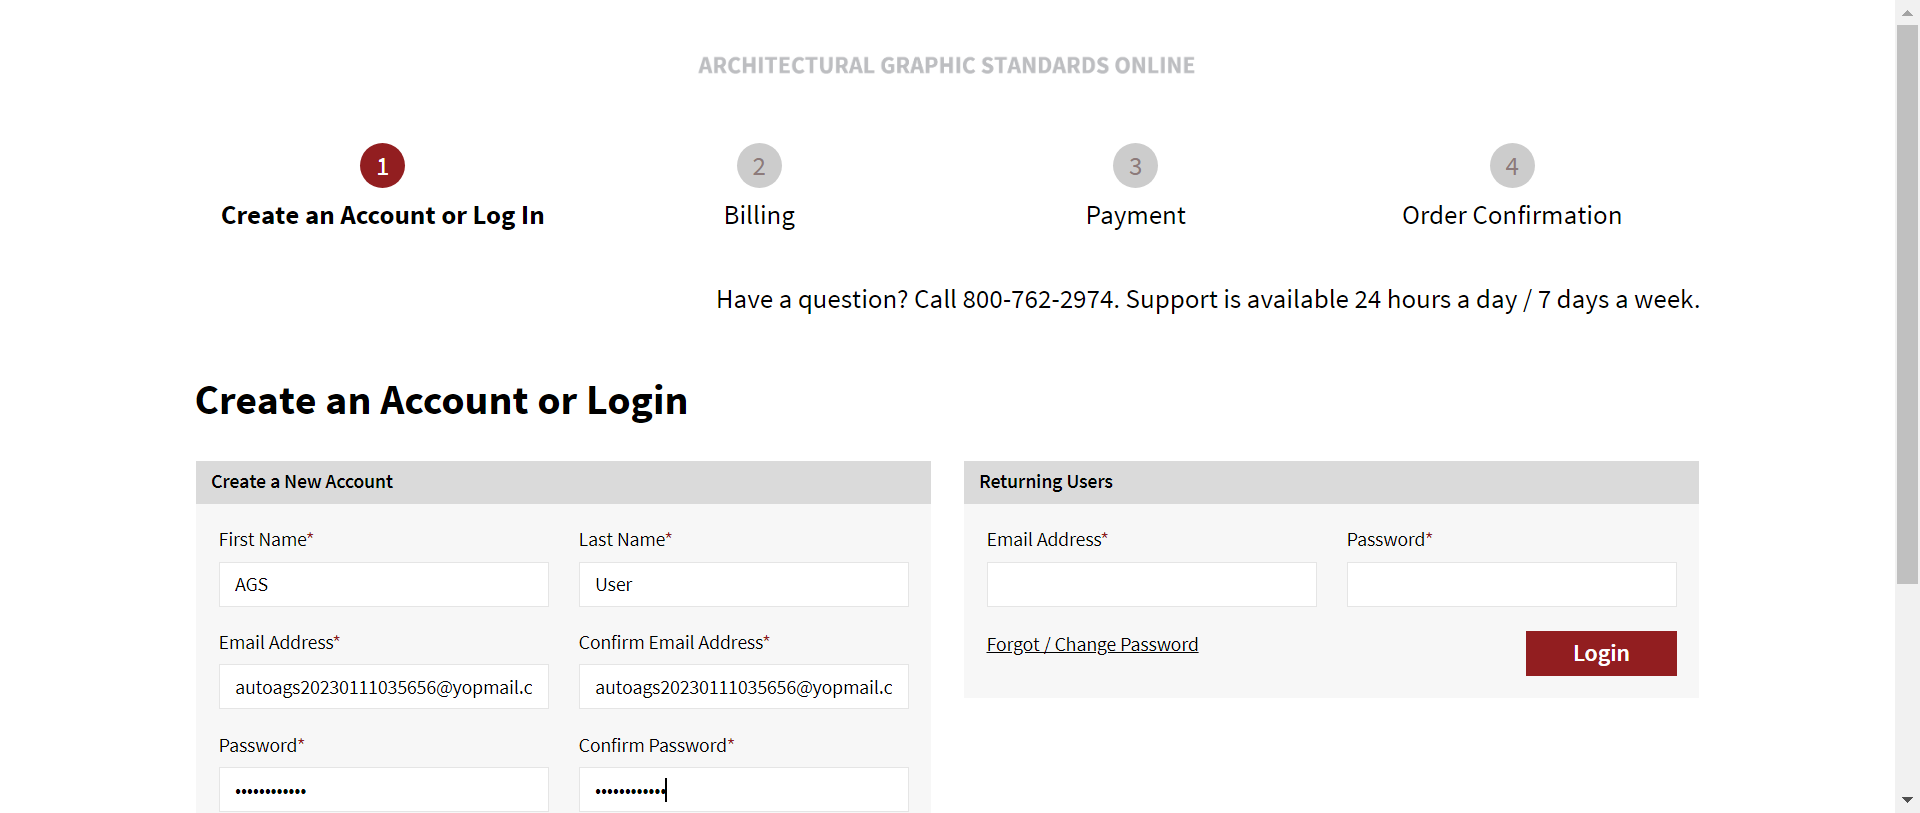 ARCHITECTURAL GRAPHIC STANDARDS ONLINE
1
2
3
4
Create an Account or Log In
Billing
Payment
Order Confirmation
Have a question? Call 800-762-2974. Support is available 24 hours a day / 7 days a week.
Create an Account or Login
Create a New Account
First Name*
Last Name*
AGS
User
Email Address*
Confirm Email Address*
autoags20230111035656@yopmail.c
autoags20230111035656@yopmail.c
Password*
Confirm Password*
••••••••••••
••••••••••••
Returning Users
Email Address*
Password*
Forgot / Change Password
Login